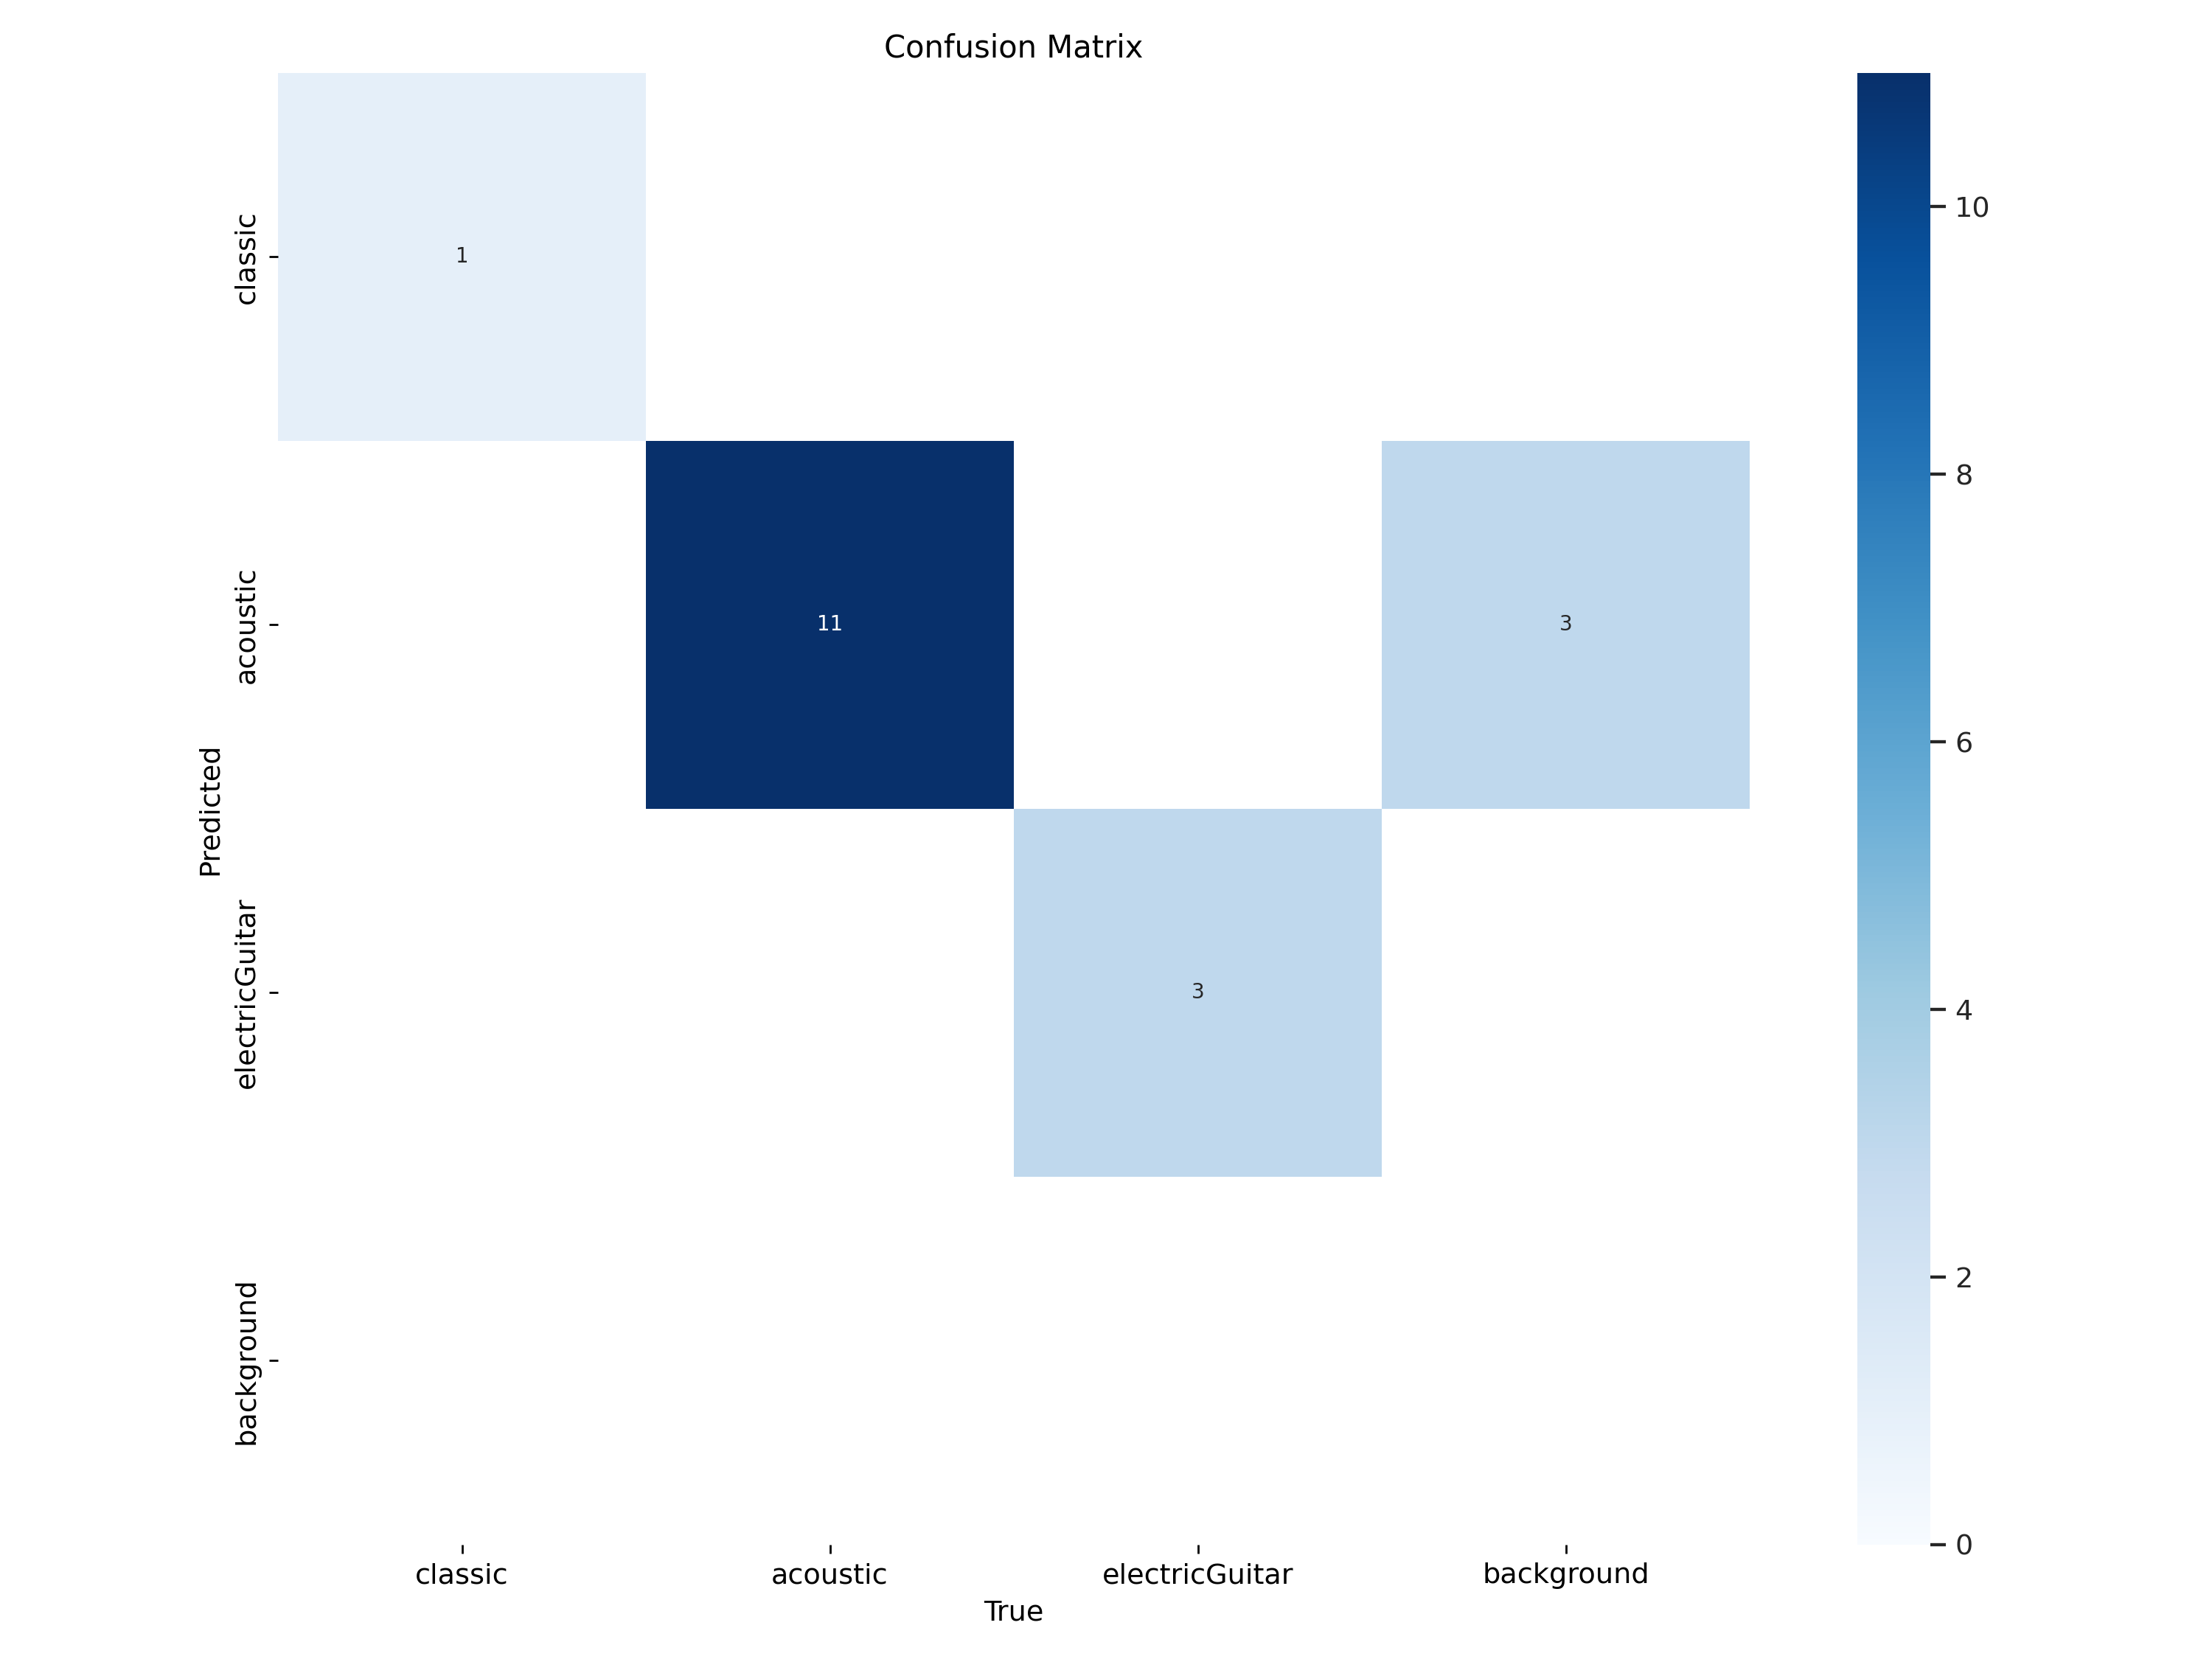 Confusion Matrix
classic
1
acoustic
11
3
Predicted
electricGuitar
3
background
classic
acoustic
electricGuitar
background
True
10
8
6
4
2
0